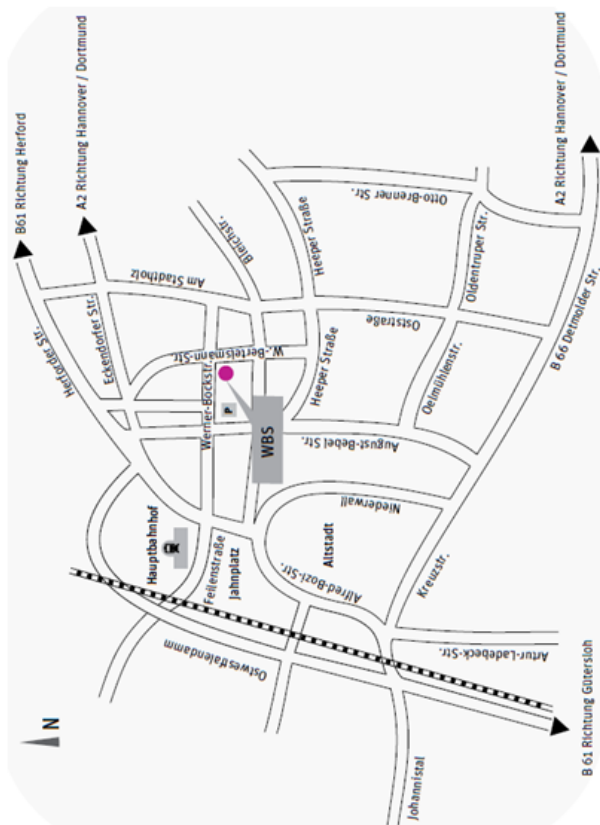 B61 Richtung Herford
A2 Richtung Hannover / Dortmund
A2 Richtung Hannover / Dortmund
Otto-Brenner Str.
Bleichstr.
Heeper Straße
Oldentruper Str.
Am Stadtholz
Oststraße
B 66 Detmolder Str.
Herforder Str.
Eckendorfer Str.
W.-Bertelsmann-Str.
Heeper Straße
Oelmühlenstr.
Werner-Bockstr.
P
WBS
August-Bebel Str.
Niederwall
Hauptbahnhof
Altstadt
Feilenstraße
Jahnplatz
Alfred-Bozi-Str.
Kreuzstr.
Ostwestfalendamm
Artur-Ladebeck-Str.
N
B 61 Richtung Gütersloh
Johannistal